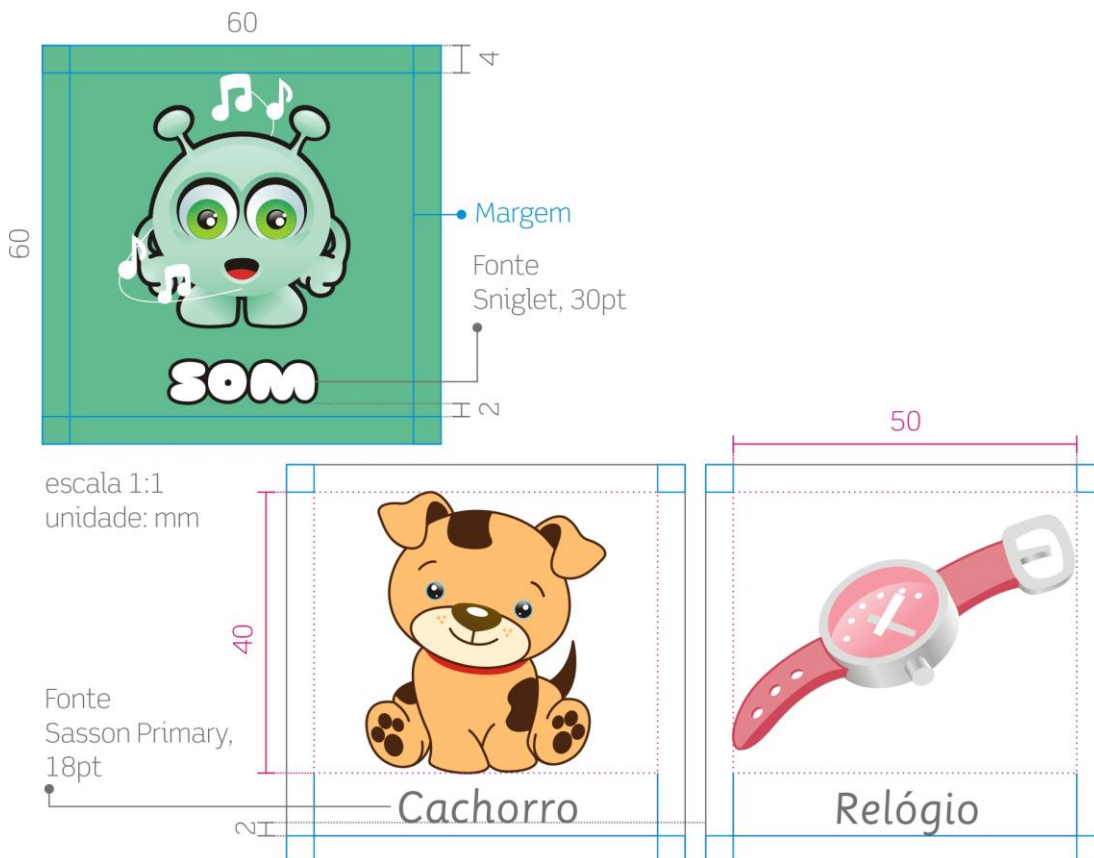 60
4
60
Margem
Fonte
Sniglet, 30pt
SOM
2
50
escala 1:1
unidade: mm
40
Fonte
Sasson Primary,
18pt
Cachorro
Relógio
2